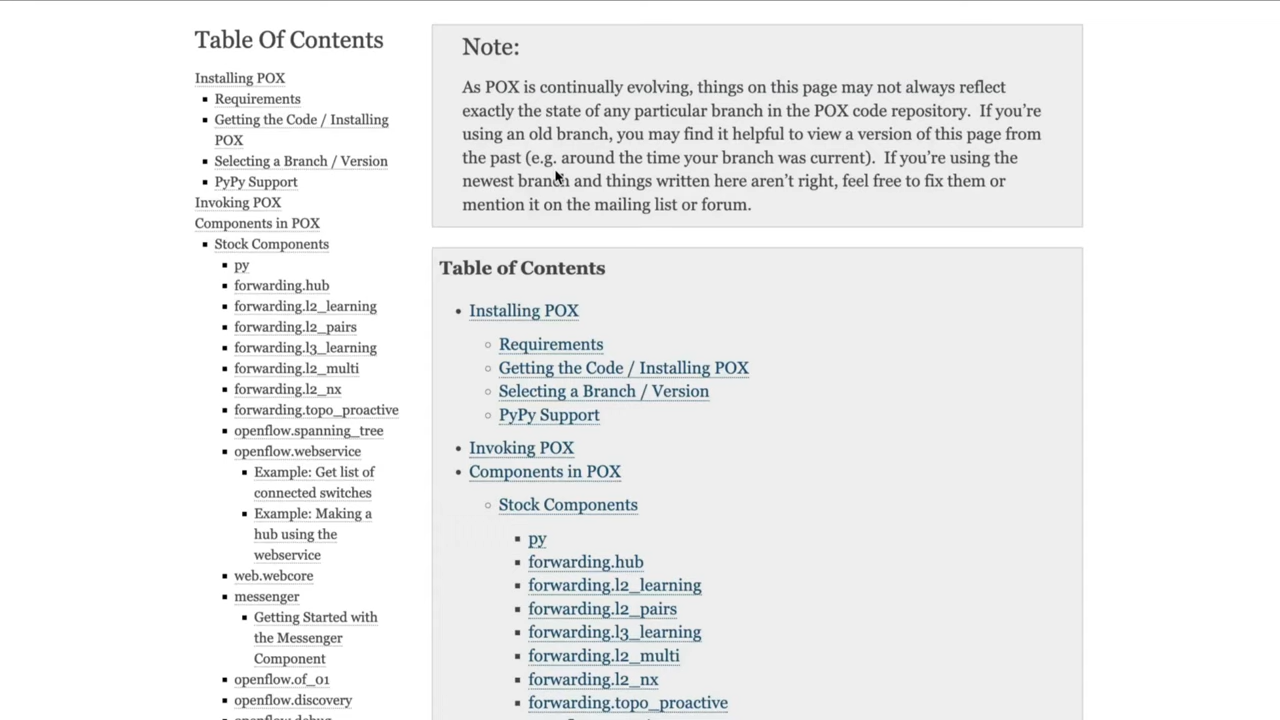 Table Of Contents
Installing POX
Requirements
Getting the Code / Installing
POX
Selecting a Branch / Version
PyPy Support
Invoking POX
Components in POX
Stock Components
py
forwarding.hub
forwarding.l2_learning
forwarding.l2_pairs
forwarding.l3_learning
forwarding.l2_multi
forwarding.l2_nx
forwarding.topo_proactive
openflow.spanning_tree
openflow.webservice
Example: Get list of
connected switches
Example: Making a
hub using the
webservice
web.webcore
messenger
Getting Started with
the Messenger
Component
openflow.of_01
openflow.discovery
openflow.debug
Note:
As POX is continually evolving, things on this page may not always reflect
exactly the state of any particular branch in the POX code repository.  If you're
using an old branch, you may find it helpful to view a version of this page from
the past (e.g. around the time your branch was current).  If you're using the
newest branch and things written here aren't right, feel free to fix them or
mention it on the mailing list or forum.
Table of Contents
Installing POX
Requirements
Getting the Code / Installing POX
Selecting a Branch / Version
PyPy Support
Invoking POX
Components in POX
Stock Components
py
forwarding.hub
forwarding.l2_learning
forwarding.l2_pairs
forwarding.l3_learning
forwarding.l2_multi
forwarding.l2_nx
forwarding.topo_proactive